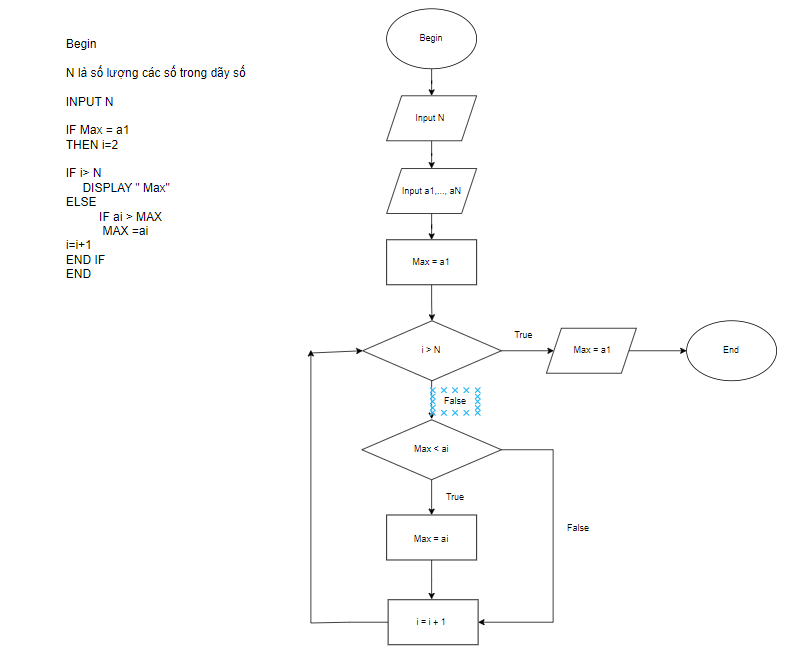 Begin
N là số lượng các số trong dãy số
INPUT N
IF Max = a1
THEN i=2
IF i> N
DISPLAY " Max"
ELSE
IF ai > MAX
MAX =ai
i=i+1
END IF
END
Begin
Input N
Input a1,..., aN
Max = a1
i > N
True
Max = a1
End
False
Max < ai
True
False
Max = ai
i = i + 1